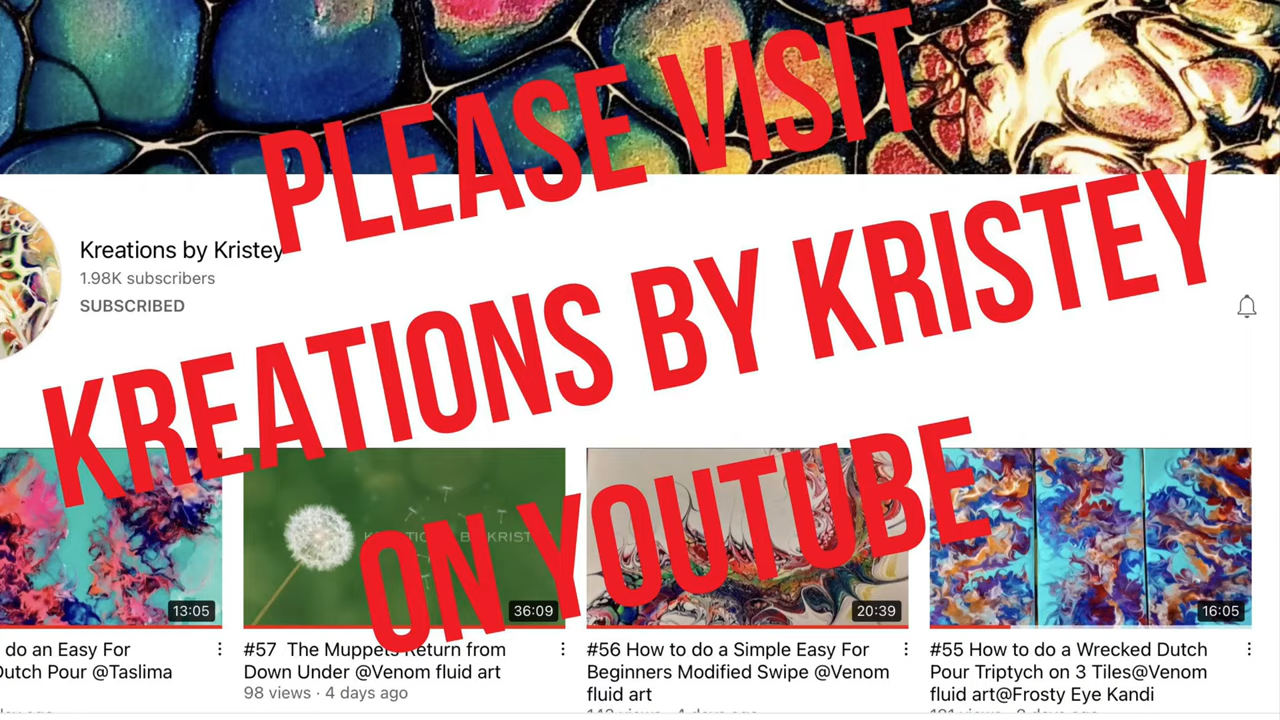 PLEASE VISIT
KREATIONS BY KRISTEY
ON YOUTUBE
Kreations by Kristey
1.98K subscribers
SUBSCRIBED
13:05
36:09
20:39
16:05
do an Easy For
Dutch Pour @Taslima
#57 The Muppets Return from
Down Under @Venom fluid art
98 views · 4 days ago
#56 How to do a Simple Easy For
Beginners Modified Swipe @Venom
fluid art
#55 How to do a Wrecked Dutch
Pour Triptych on 3 Tiles@Venom
fluid art@Frosty Eye Kandi